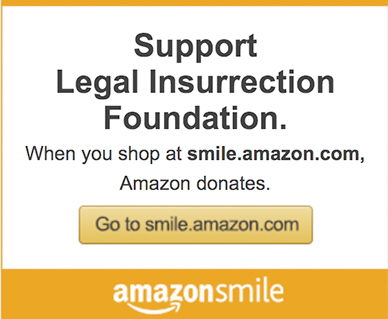 Support
Legal Insurrection
Foundation.
When you shop at smile.amazon.com,
Amazon donates.
Go to smile.amazon.com
amazonsmile